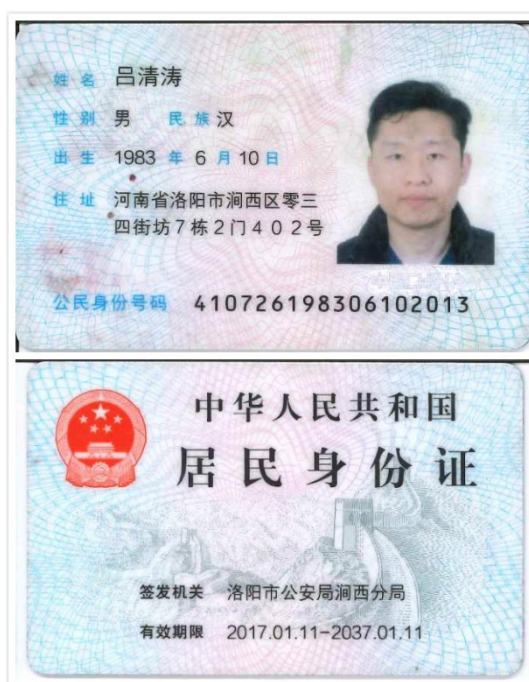 姓名 吕清涛
性别 男 民族 汉
出生 1983 年 6 月 10 日
住址 河南省洛阳市涧西区零三
四街坊7栋2门402号
公民身份号码 410726198306102013
中华人民共和国
居民身份证
签发机关 洛阳市公安局涧西分局
有效期限 2017.01.11-2037.01.11